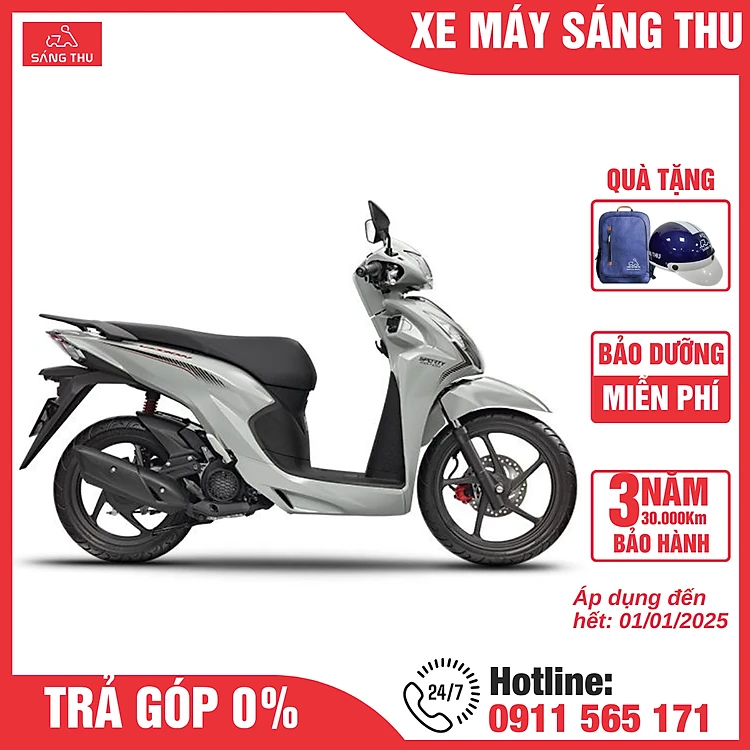 SÁNG THU
XE MÁY SÁNG THU
QUÀ TẶNG
BẢO DƯỠNG
MIỄN PHÍ
3 NĂM
30.000Km
BẢO HÀNH
Áp dụng đến
hết: 01/01/2025
TRẢ GÓP 0%
24/7
Hotline:
0911 565 171